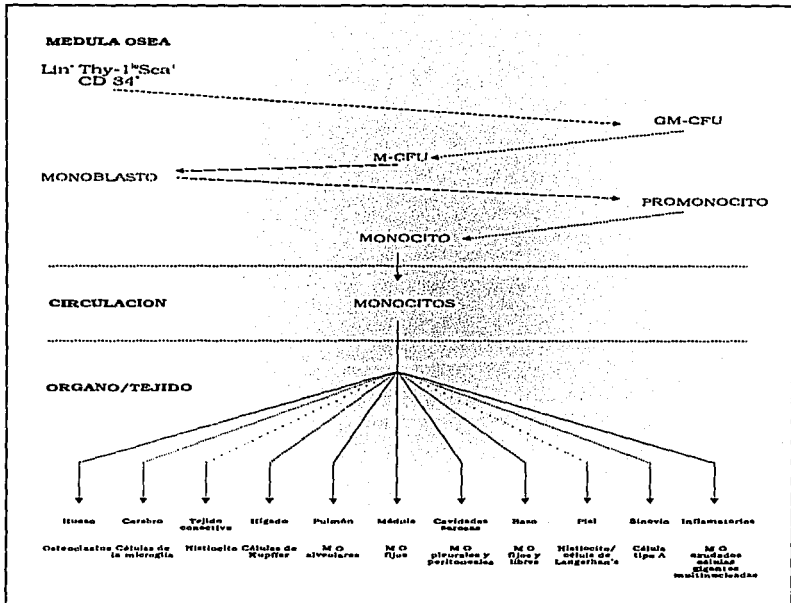 MEDULA OSEA
Lin⁻ Thy-1ˡᵒSca⁺
CD 34⁺
GM-CFU
M-CFU
MONOBLASTO
PROMONOCITO
MONOCITO
CIRCULACION
MONOCITOS
ORGANO/TEJIDO
Hueso
Cerebro
Tejido
conectivo
Hígado
Pulmón
Médula
Cavidades
serosas
Bazo
Piel
Sinovia
Inflamatorios
Osteoclastos
Células de
la microglia
Histiocito
Células de
Kupffer
M O
alveolares
M O
fijos
M O
pleurales y
peritoneales
M O
fijos y
libres
Histiocito/
célula de
Langerhan's
Célula
tipo A
M O
exudados
células
gigantes
multinucleadas